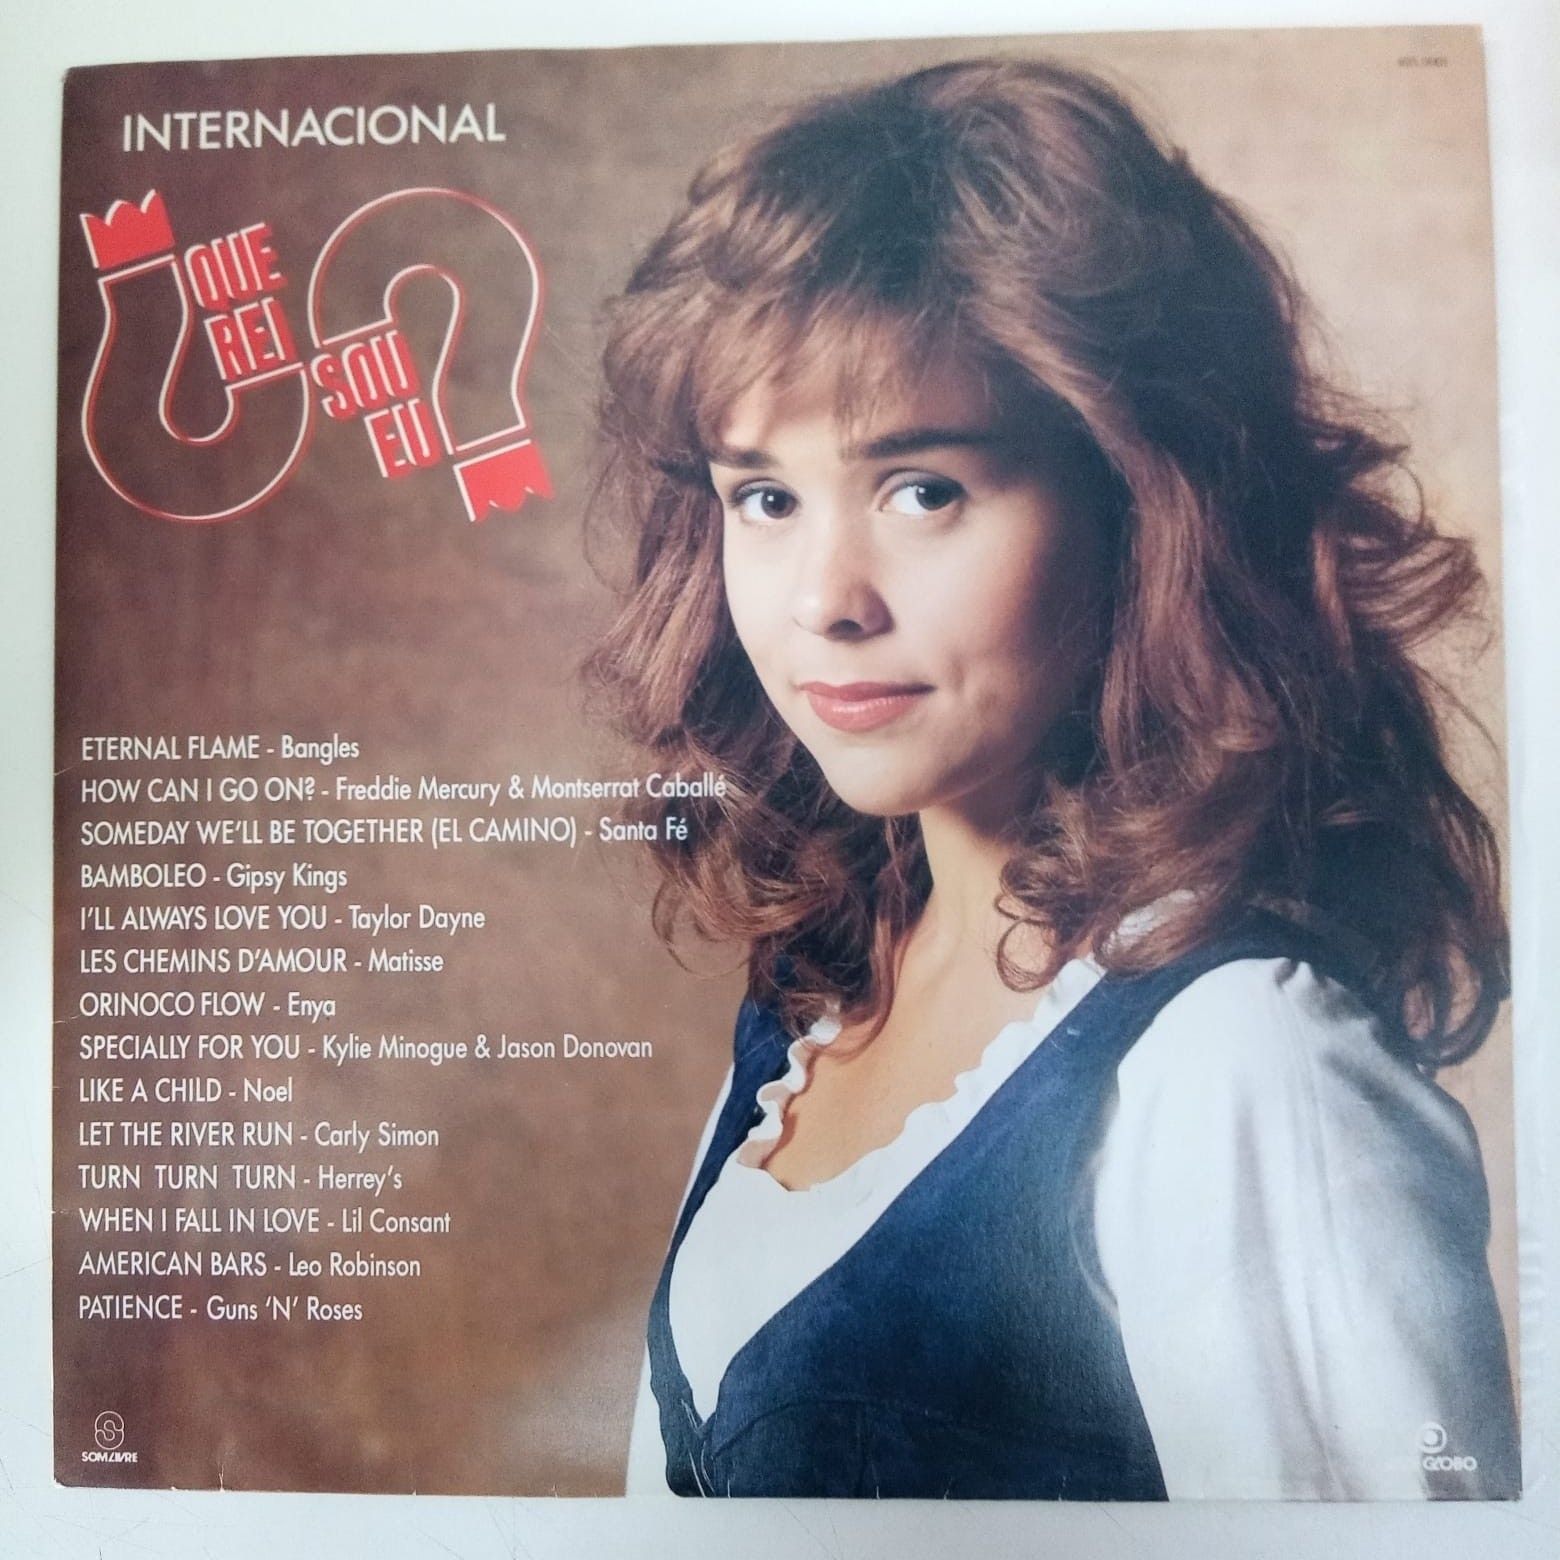 INTERNACIONAL
QUE
REI
SOU
EU
?
ETERNAL FLAME - Bangles
HOW CAN I GO ON? - Freddie Mercury & Montserrat Caballé
SOMEDAY WE'LL BE TOGETHER (EL CAMINO) - Santa Fé
BAMBOLEO - Gipsy Kings
I'LL ALWAYS LOVE YOU - Taylor Dayne
LES CHEMINS D'AMOUR - Matisse
ORINOCO FLOW - Enya
SPECIALLY FOR YOU - Kylie Minogue & Jason Donovan
LIKE A CHILD - Noel
LET THE RIVER RUN - Carly Simon
TURN TURN TURN - Herrey's
WHEN I FALL IN LOVE - Lil Consant
AMERICAN BARS - Leo Robinson
PATIENCE - Guns 'N' Roses
SOM LIVRE
GLOBO